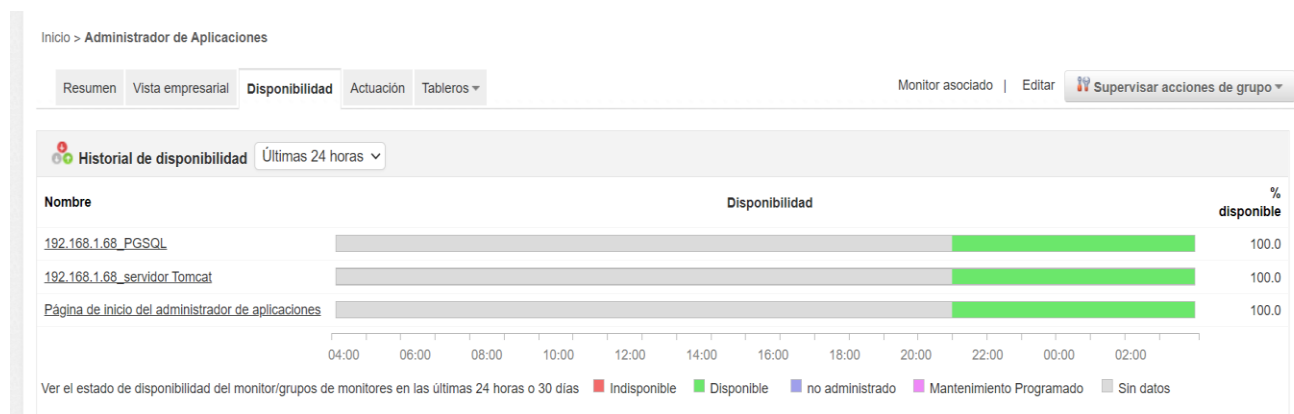 Inicio > Administrador de Aplicaciones
Resumen Vista empresarial Disponibilidad Actuación Tableros Monitor asociado | Editar Supervisar acciones de grupo
Historial de disponibilidad Últimas 24 horas
Nombre Disponibilidad % disponible
192.168.1.68_PGSQL 100.0
192.168.1.68_servidor Tomcat 100.0
Página de inicio del administrador de aplicaciones 100.0
04:00 06:00 08:00 10:00 12:00 14:00 16:00 18:00 20:00 22:00 00:00 02:00
Ver el estado de disponibilidad del monitor/grupos de monitores en las últimas 24 horas o 30 días Indisponible Disponible no administrado Mantenimiento Programado Sin datos